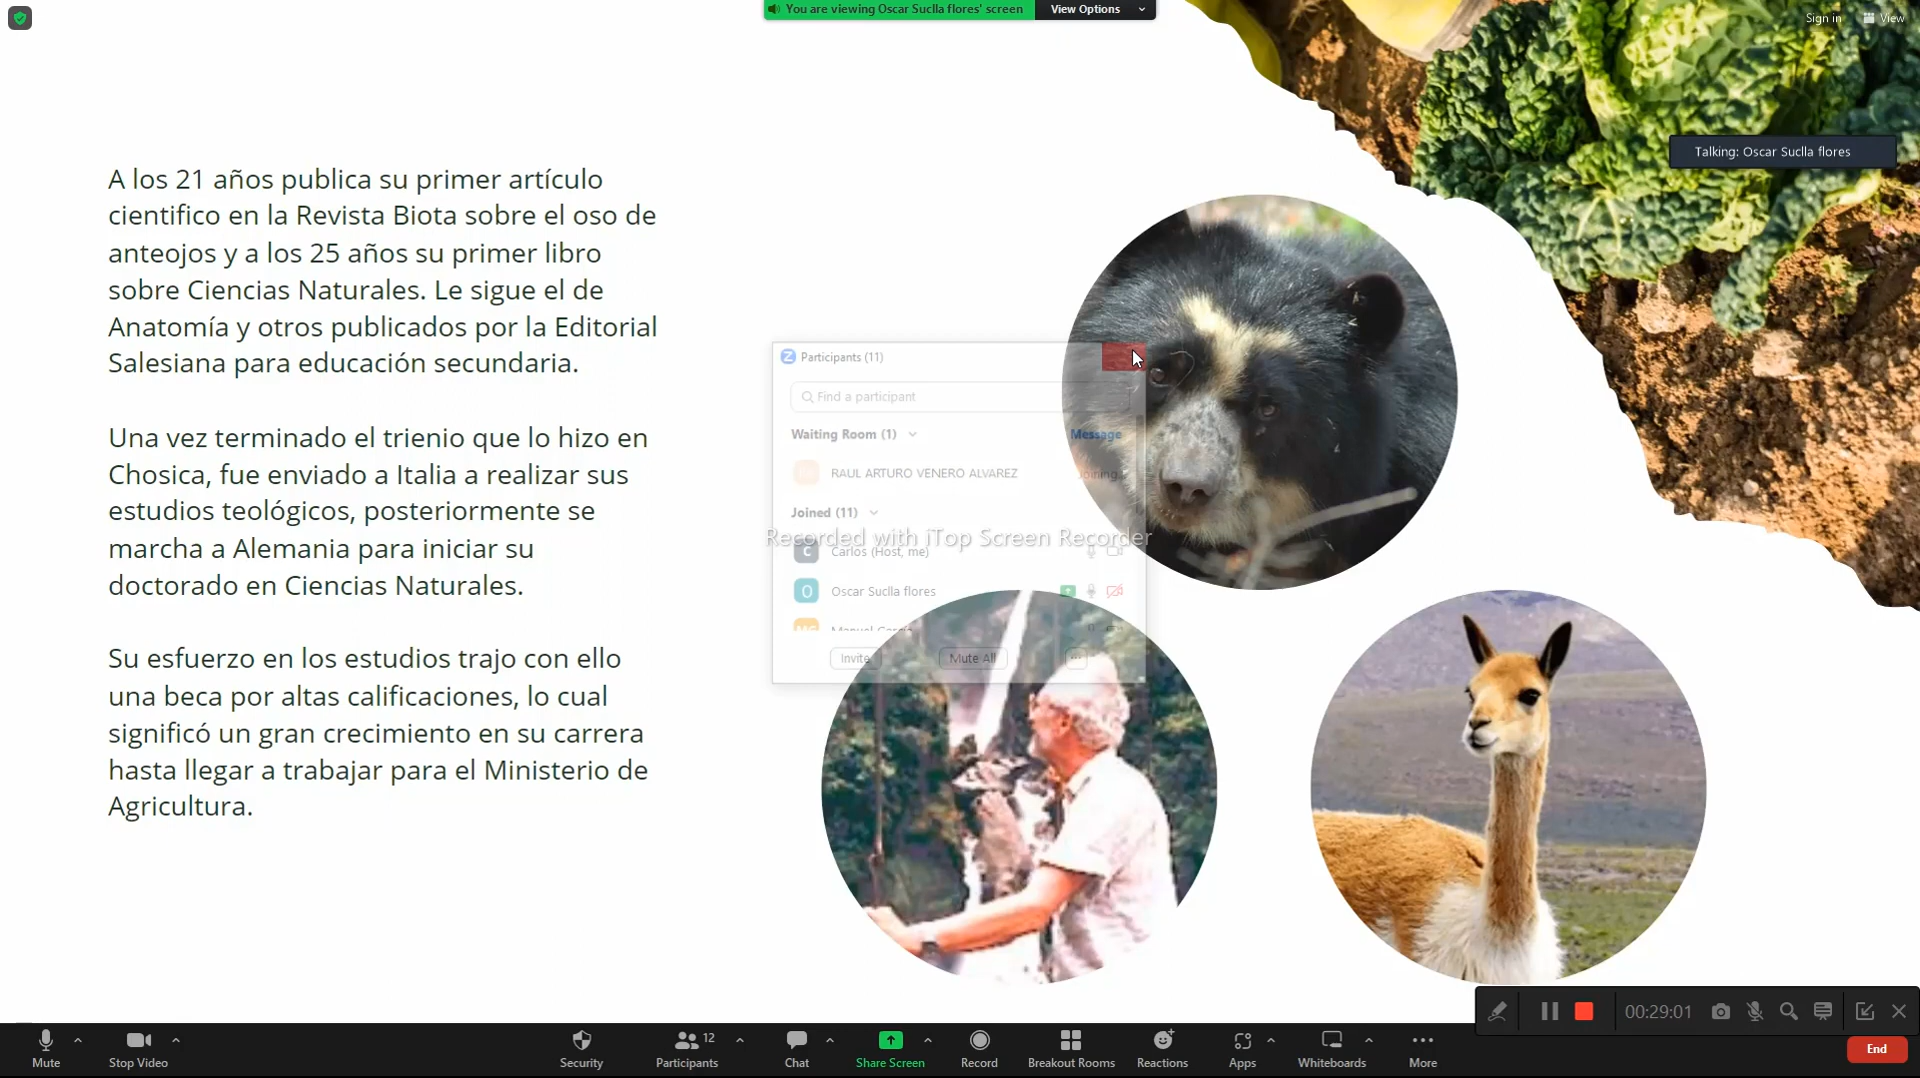 You are viewing Oscar Suclla flores' screen
View Options
Sign in
View
Talking: Oscar Suclla flores
A los 21 años publica su primer artículo
cientifico en la Revista Biota sobre el oso de
anteojos y a los 25 años su primer libro
sobre Ciencias Naturales. Le sigue el de
Anatomía y otros publicados por la Editorial
Salesiana para educación secundaria.
Una vez terminado el trienio que lo hizo en
Chosica, fue enviado a Italia a realizar sus
estudios teológicos, posteriormente se
marcha a Alemania para iniciar su
doctorado en Ciencias Naturales.
Su esfuerzo en los estudios trajo con ello
una beca por altas calificaciones, lo cual
significó un gran crecimiento en su carrera
hasta llegar a trabajar para el Ministerio de
Agricultura.
Participants (11)
Find a participant
Waiting Room (1)
Message
RAUL ARTURO VENERO ALVAREZ
Joining...
Joined (11)
Recorded with iTop Screen Recorder
C
Carlos (Host, me)
O
Oscar Suclla flores
MG
Manuel García
Invite
Mute All
00:29:01
Mute
Stop Video
Security
12
Participants
Chat
Share Screen
Record
Breakout Rooms
Reactions
Apps
Whiteboards
More
End